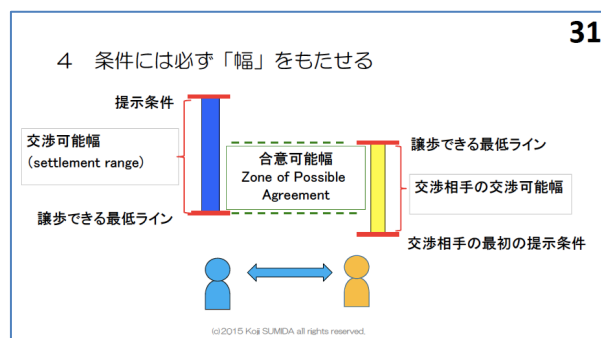 31
4 条件には必ず「幅」をもたせる
提示条件
交渉可能幅
(settlement range)
譲歩できる最低ライン
合意可能幅
Zone of Possible
Agreement
譲歩できる最低ライン
交渉相手の交渉可能幅
交渉相手の最初の提示条件
(c)2015 Koji SUMIDA all rights reserved.